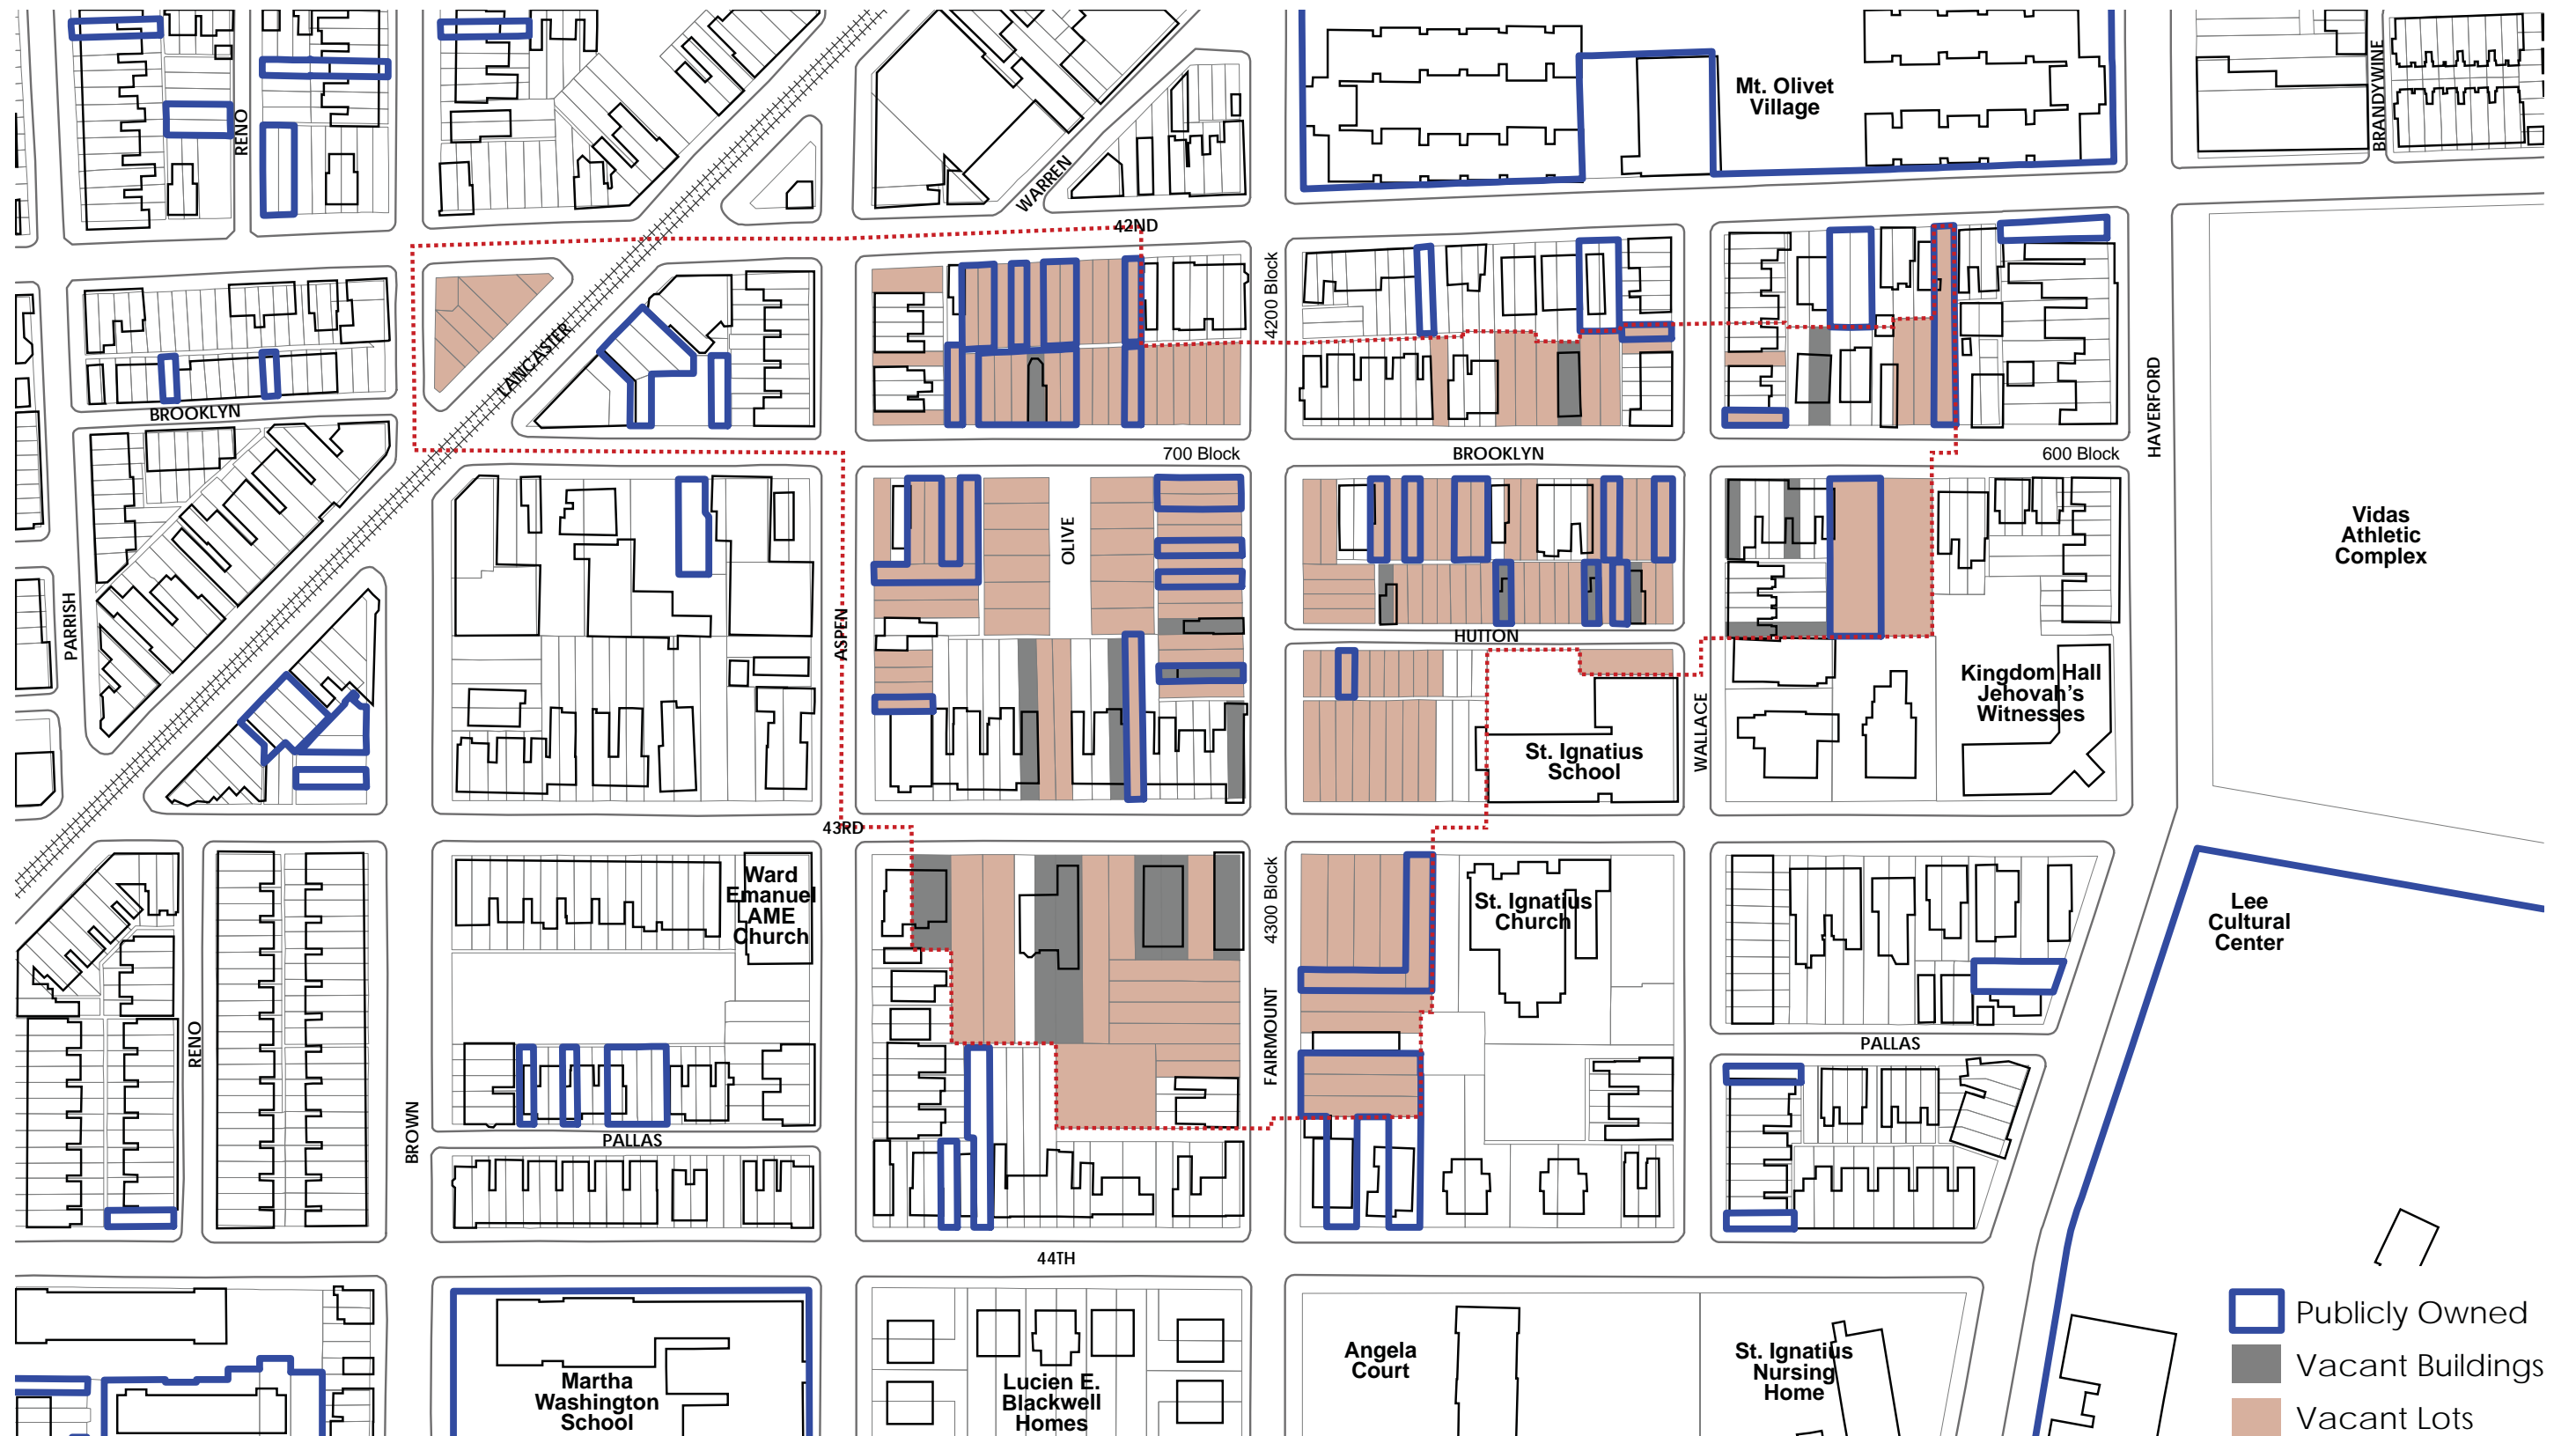 Mt. Olivet
Village
BRANDYWINE
RENO
WARREN
42ND
4200 Block
LANCASTER
HAVERFORD
BROOKLYN
700 Block
BROOKLYN
600 Block
OLIVE
Vidas
Athletic
Complex
PARRISH
ASPEN
HUTTON
WALLACE
Kingdom Hall
Jehovah's
Witnesses
St. Ignatius
School
43RD
Ward
Emanuel
AME
Church
4300 Block
St. Ignatius
Church
Lee
Cultural
Center
RENO
FAIRMOUNT
PALLAS
BROWN
PALLAS
44TH
Publicly Owned
Vacant Buildings
Vacant Lots
Angela
Court
St. Ignatius
Nursing
Home
Martha
Washington
School
Lucien E.
Blackwell
Homes